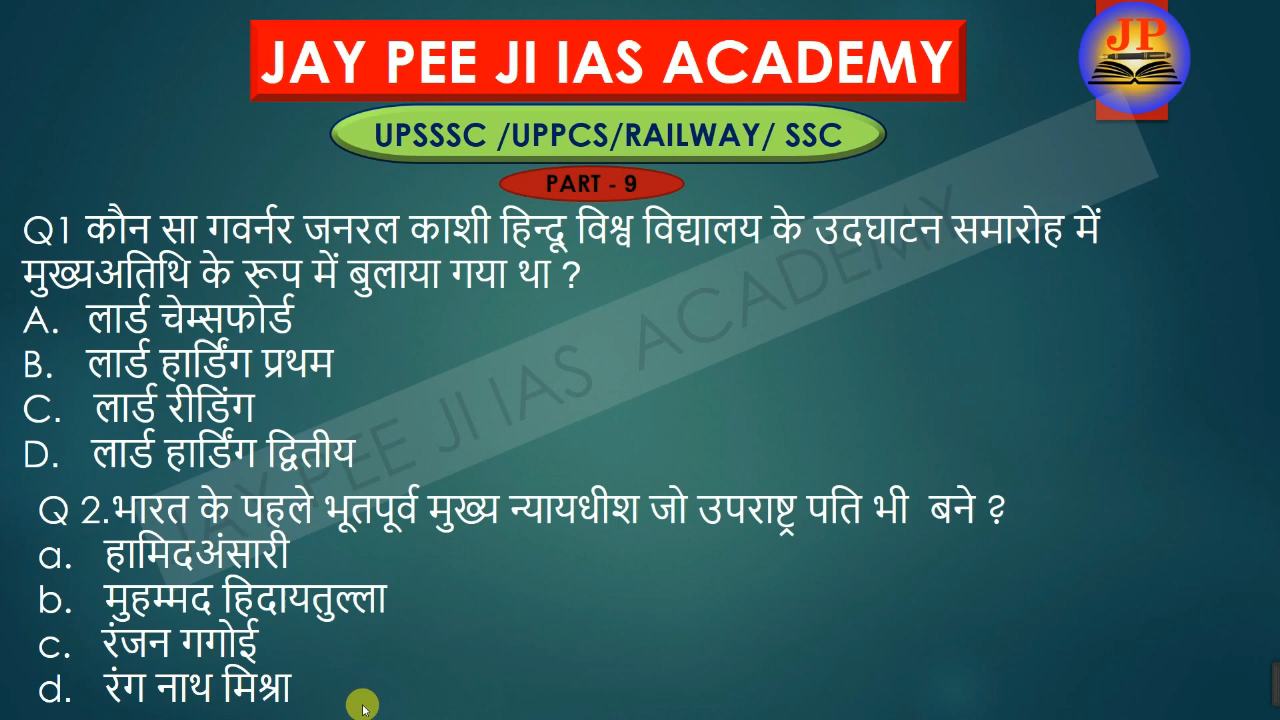 JAY PEE JI IAS ACADEMY
JP
UPSSSC /UPPCS/RAILWAY/ SSC
PART - 9
Q1 कौन सा गवर्नर जनरल काशी हिन्दू विश्व विद्यालय के उदघाटन समारोह में
मुख्यअतिथि के रूप में बुलाया गया था ?
A. लार्ड चेम्सफोर्ड
B. लार्ड हार्डिंग प्रथम
C. लार्ड रीडिंग
D. लार्ड हार्डिंग द्वितीय
JAY PEE JI IAS ACADEMY
Q 2.भारत के पहले भूतपूर्व मुख्य न्यायधीश जो उपराष्ट्र पति भी बने ?
a. हामिदअंसारी
b. मुहम्मद हिदायतुल्ला
c. रंजन गगोई
d. रंग नाथ मिश्रा